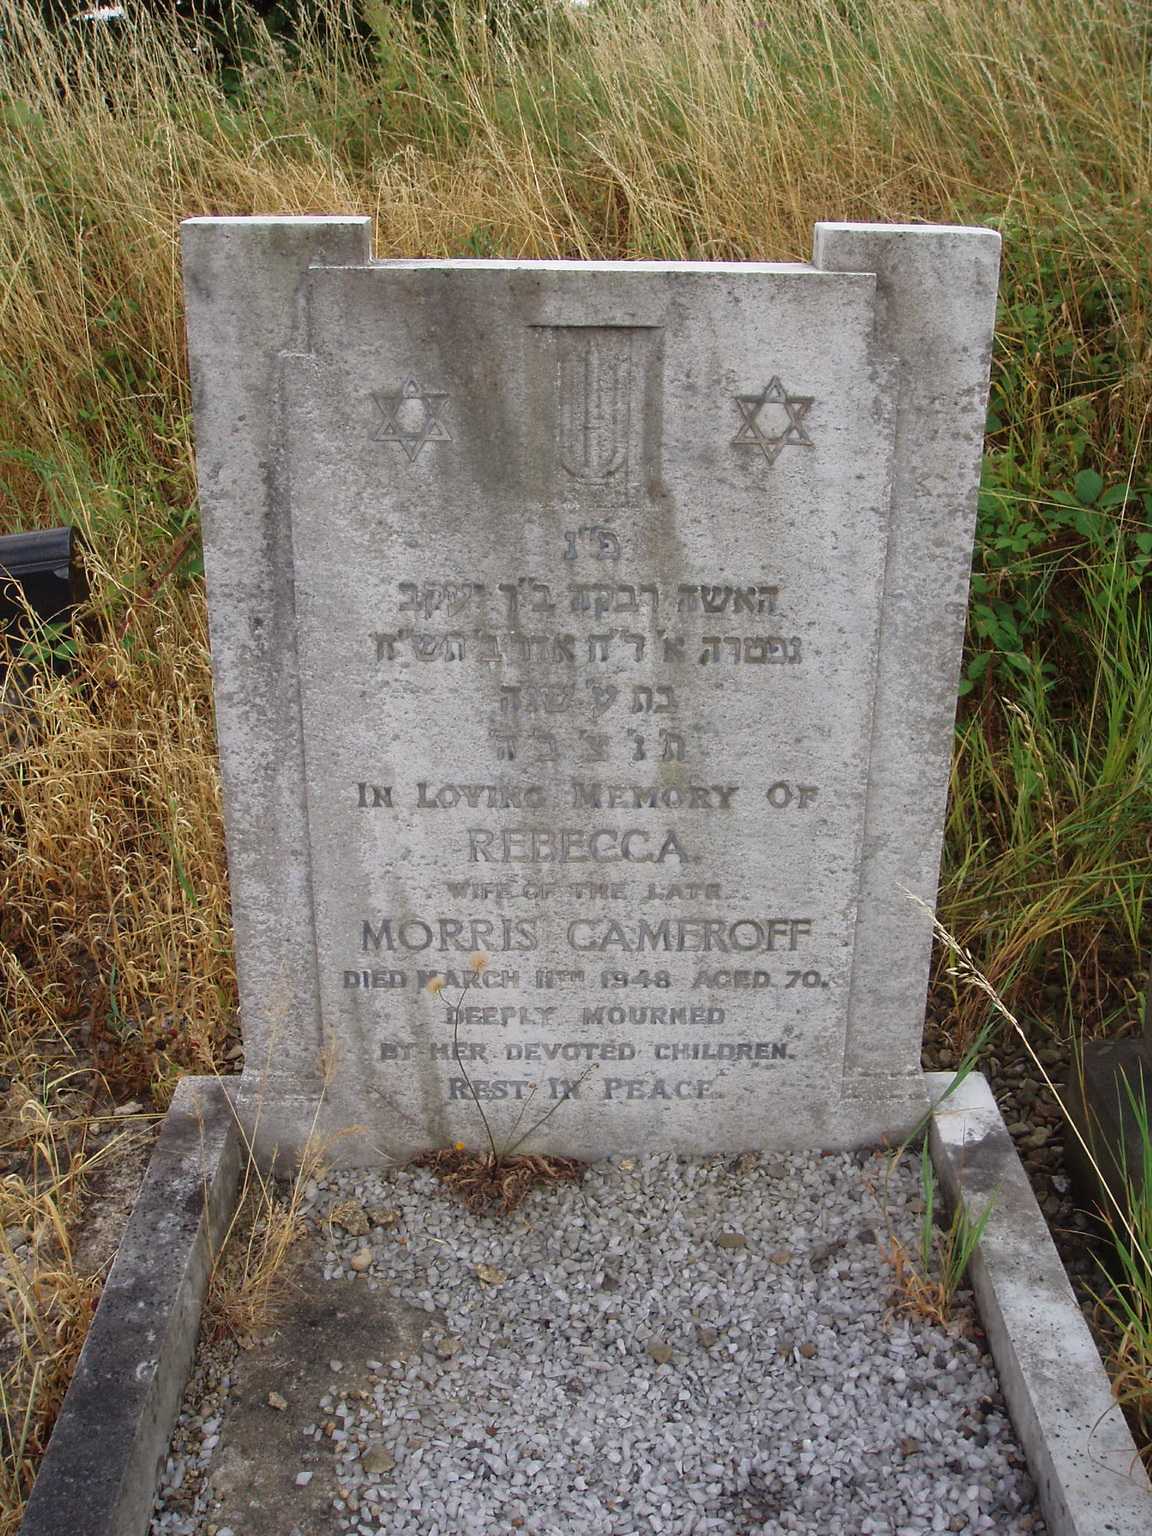 פ"נ
האשה רבקה ב"ר יעקב
נפטרה א' ר"ח אדר ב' תש"ח
בת ע' שנה
ת' נ' צ' ב' ה'
IN LOVING MEMORY OF
REBECCA.
WIFE OF THE LATE
MORRIS CAMEROFF
DIED MARCH 11TH 1948 AGED 70.
DEEPLY MOURNED
BY HER DEVOTED CHILDREN.
REST IN PEACE.